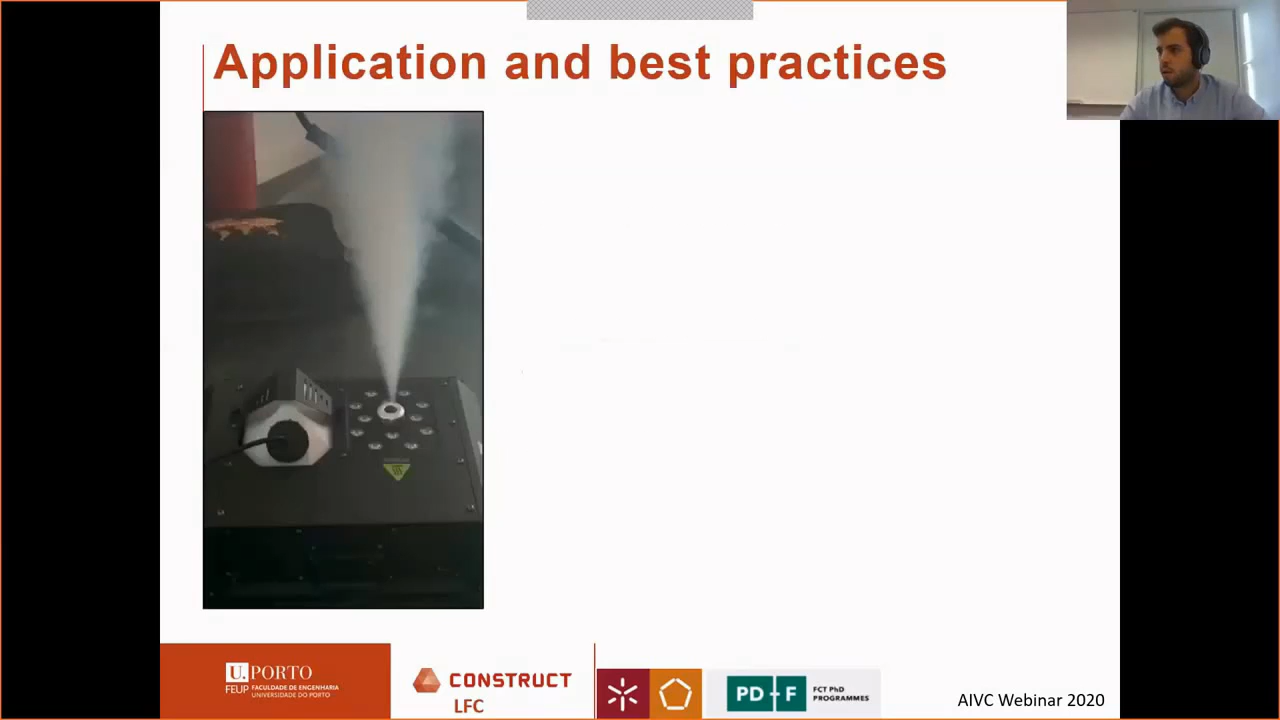 Application and best practices
U. PORTO
FEUP FACULDADE DE ENGENHARIA
UNIVERSIDADE DO PORTO
CONSTRUCT
LFC
PD+F
FCT PhD
PROGRAMMES
AIVC Webinar 2020